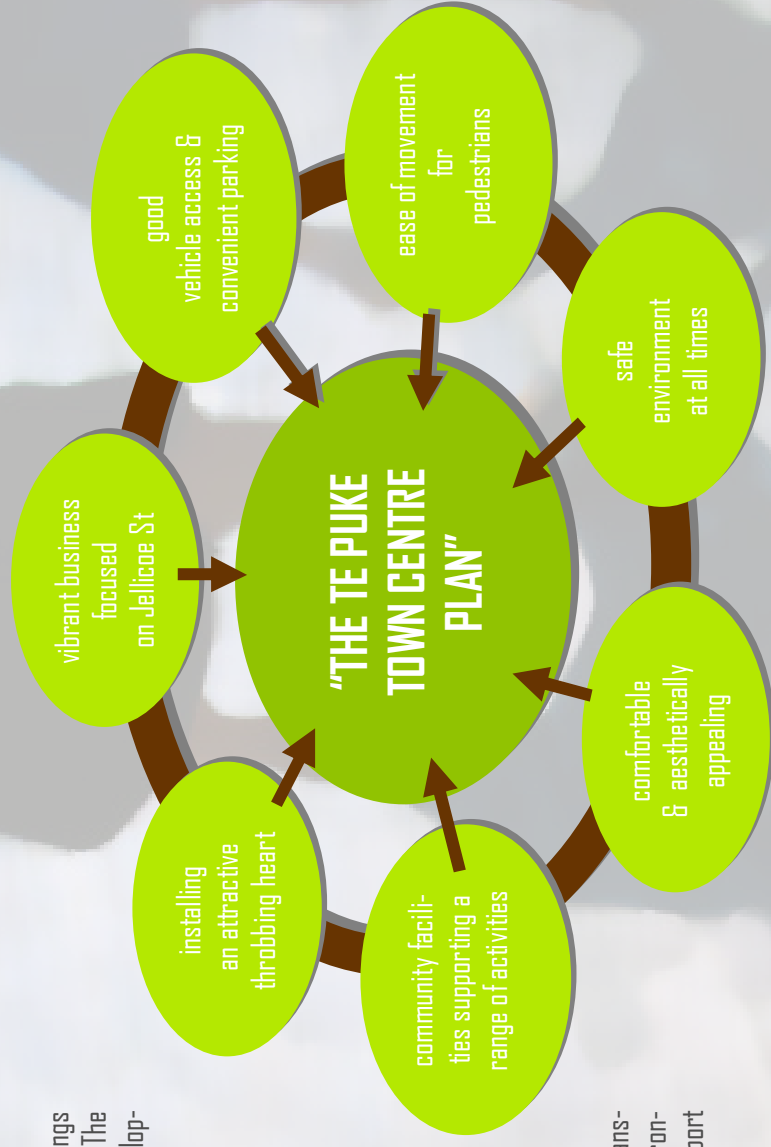 ngs
The
lop-
vibrant business
focused
on Jellicoe St
good
vehicle access &
convenient parking
ease of movement
for
pedestrians
safe
environment
at all times
comfortable
& aesthetically
appealing
community facili-
ties supporting a
range of activities
installing
an attractive
throbbing heart
“THE TE PUKE
TOWN CENTRE
PLAN”
ns-
ron-
port